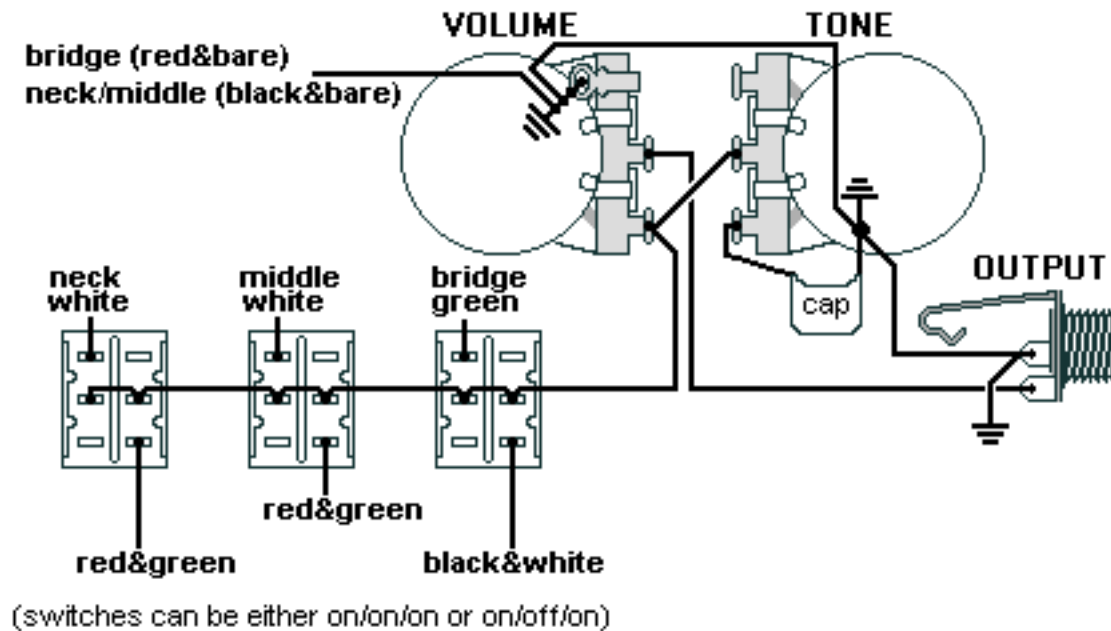 VOLUME
TONE
bridge (red&bare)
neck/middle (black&bare)
neck
white
middle
white
bridge
green
OUTPUT
cap
red&green
red&green
black&white
(switches can be either on/on/on or on/off/on)